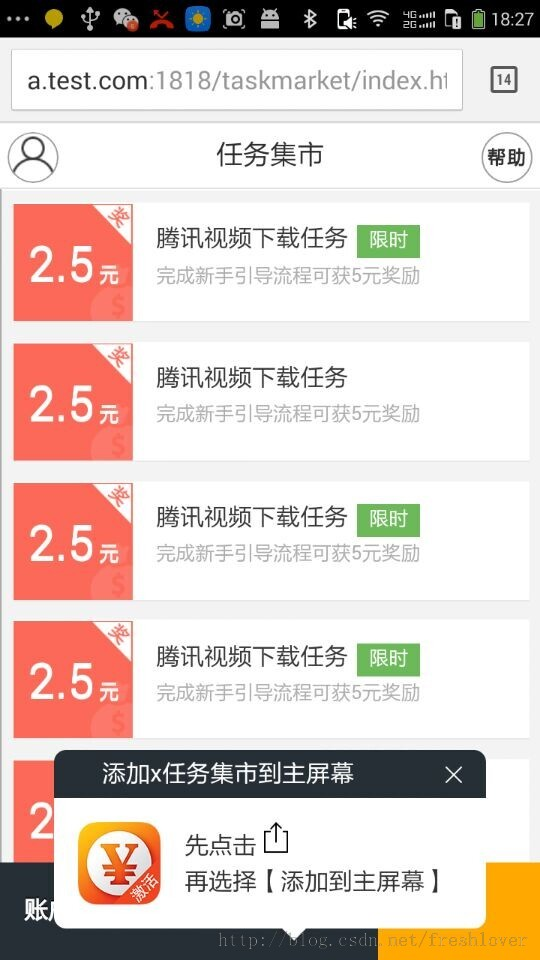 4G
2G
18:27
a.test.com:1818/taskmarket/index.ht
14
任务集市
帮助
奖
2.5元
腾讯视频下载任务 限时
完成新手引导流程可获5元奖励
奖
2.5元
腾讯视频下载任务
完成新手引导流程可获5元奖励
奖
2.5元
腾讯视频下载任务 限时
完成新手引导流程可获5元奖励
奖
2.5元
腾讯视频下载任务 限时
完成新手引导流程可获5元奖励
添加x任务集市到主屏幕
激活
先点击
再选择【添加到主屏幕】
http://blog.csdn.net/freshlover